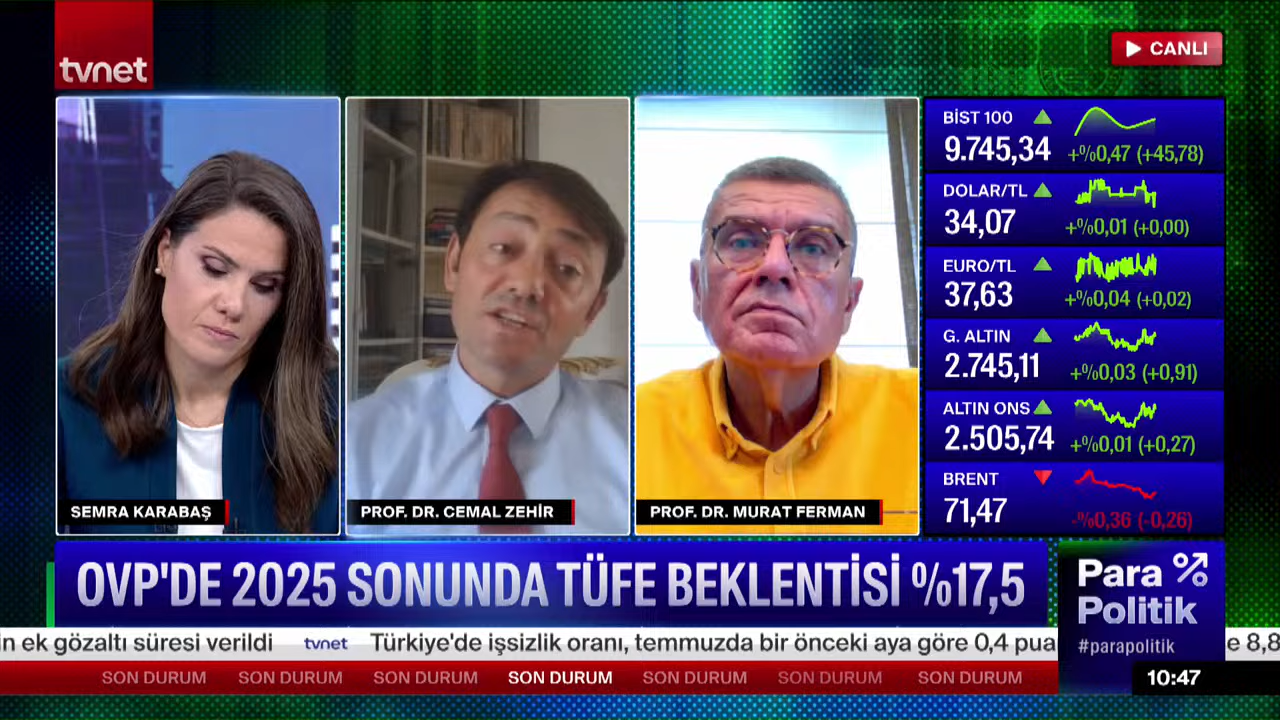 tvnet
CANLI
BİST 100
9.745,34
+%0,47 (+45,78)
DOLAR/TL
34,07
+%0,01 (+0,00)
EURO/TL
37,63
+%0,04 (+0,02)
G. ALTIN
2.745,11
+%0,03 (+0,91)
ALTIN ONS
2.505,74
+%0,01 (+0,27)
BRENT
71,47
-%0,36 (-0,26)
SEMRA KARABAŞ
PROF. DR. CEMAL ZEHİR
PROF. DR. MURAT FERMAN
OVP'DE 2025 SONUNDA TÜFE BEKLENTİSİ %17,5
Para %
Politik
#parapolitik
in ek gözaltı süresi verildi tvnet Türkiye'de işsizlik oranı, temmuzda bir önceki aya göre 0,4 pua e 8,8
SON DURUM SON DURUM SON DURUM SON DURUM SON DURUM SON DURUM SON DURUM
10:47